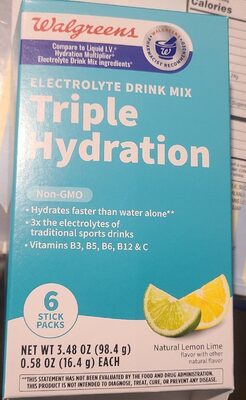 Calories
Walgreens
Compare to Liquid I.V.®
Hydration Multiplier®
Electrolyte Drink Mix ingredients*
WALGREENS
PHARMACIST RECOMMENDED
W
ELECTROLYTE DRINK MIX
Triple
Hydration
Non-GMO
• Hydrates faster than water alone**
• 3x the electrolytes of
traditional sports drinks
• Vitamins B3, B5, B6, B12 & C
6
STICK
PACKS
Natural Lemon Lime
flavor with other
natural flavor
NET WT 3.48 OZ (98.4 g)
0.58 OZ (16.4 g) EACH
**THIS STATEMENT HAS NOT BEEN EVALUATED BY THE FOOD AND DRUG ADMINISTRATION.
THIS PRODUCT IS NOT INTENDED TO DIAGNOSE, TREAT, CURE, OR PREVENT ANY DISEASE.